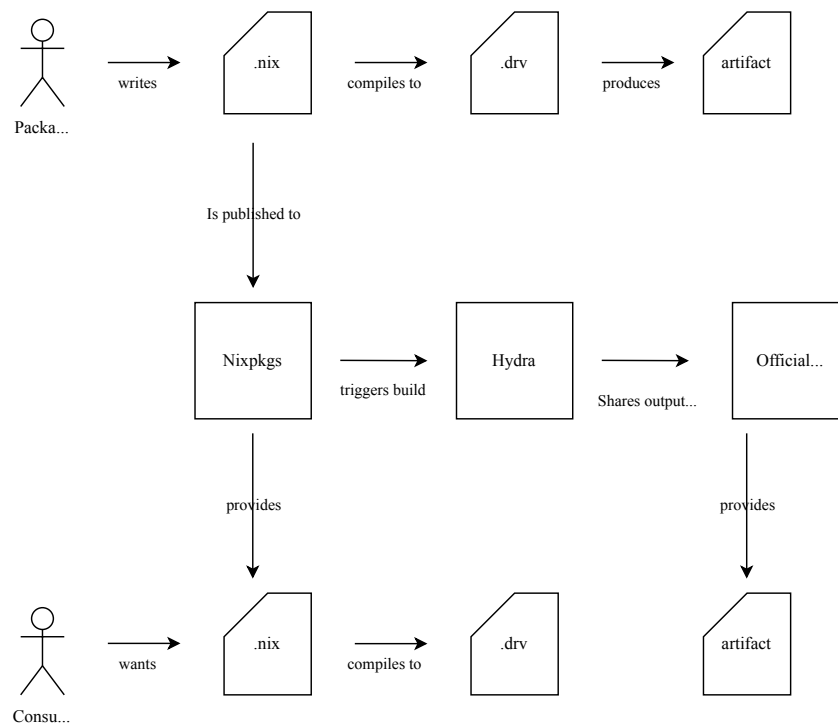 .nix
.drv
artifact
writes
compiles to
produces
Packa...
Is published to
Nixpkgs
Hydra
Official...
triggers build
Shares output...
provides
provides
.nix
.drv
artifact
wants
compiles to
Consu...